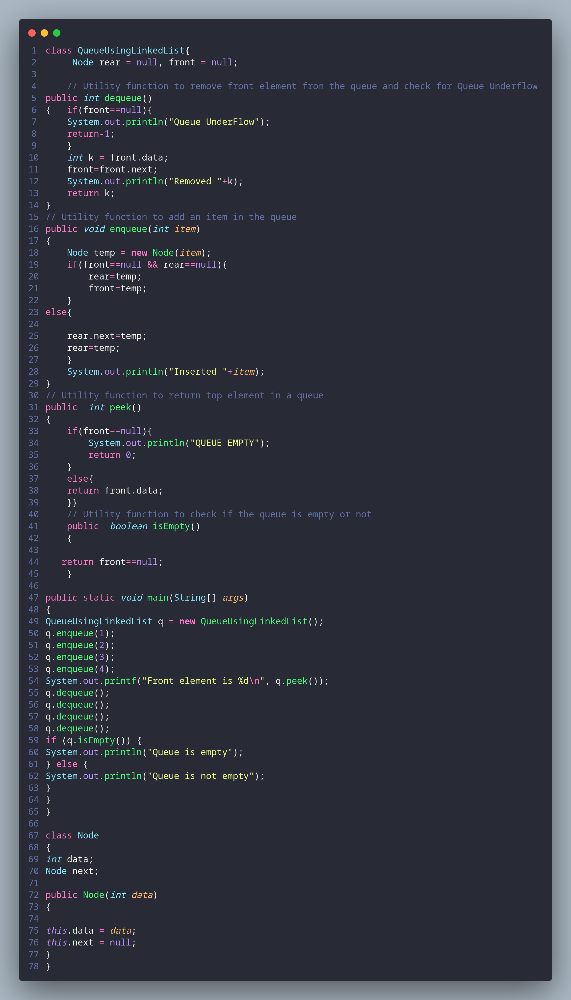 1 class QueueUsingLinkedList{
2      Node rear = null, front = null;
3
4     // Utility function to remove front element from the queue and check for Queue Underflow
5 public int dequeue()
6 {   if(front==null){
7     System.out.println("Queue UnderFlow");
8     return-1;
9     }
10     int k = front.data;
11     front=front.next;
12     System.out.println("Removed "+k);
13     return k;
14 }
15 // Utility function to add an item in the queue
16 public void enqueue(int item)
17 {
18     Node temp = new Node(item);
19     if(front==null && rear==null){
20         rear=temp;
21         front=temp;
22     }
23 else{
24
25     rear.next=temp;
26     rear=temp;
27     }
28     System.out.println("Inserted "+item);
29 }
30 // Utility function to return top element in a queue
31 public  int peek()
32 {
33     if(front==null){
34         System.out.println("QUEUE EMPTY");
35         return 0;
36     }
37     else{
38     return front.data;
39     }}
40     // Utility function to check if the queue is empty or not
41     public  boolean isEmpty()
42     {
43
44    return front==null;
45     }
46
47 public static void main(String[] args)
48 {
49 QueueUsingLinkedList q = new QueueUsingLinkedList();
50 q.enqueue(1);
51 q.enqueue(2);
52 q.enqueue(3);
53 q.enqueue(4);
54 System.out.printf("Front element is %d\n", q.peek());
55 q.dequeue();
56 q.dequeue();
57 q.dequeue();
58 q.dequeue();
59 if (q.isEmpty()) {
60 System.out.println("Queue is empty");
61 } else {
62 System.out.println("Queue is not empty");
63 }
64 }
65 }
66
67 class Node
68 {
69 int data;
70 Node next;
71
72 public Node(int data)
73 {
74
75 this.data = data;
76 this.next = null;
77 }
78 }